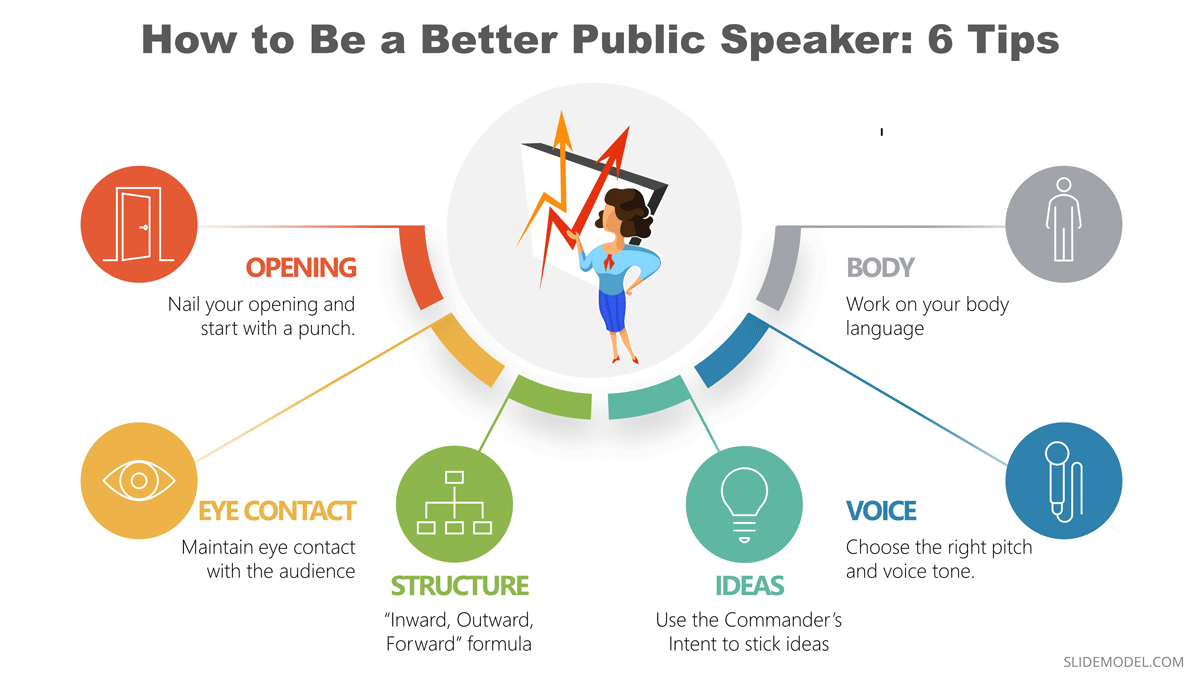 How to Be a Better Public Speaker: 6 Tips
OPENING
Nail your opening and
start with a punch.
EYE CONTACT
Maintain eye contact
with the audience
STRUCTURE
“Inward, Outward,
Forward” formula
IDEAS
Use the Commander’s
Intent to stick ideas
VOICE
Choose the right pitch
and voice tone.
BODY
Work on your body
language
SLIDEMODEL.COM